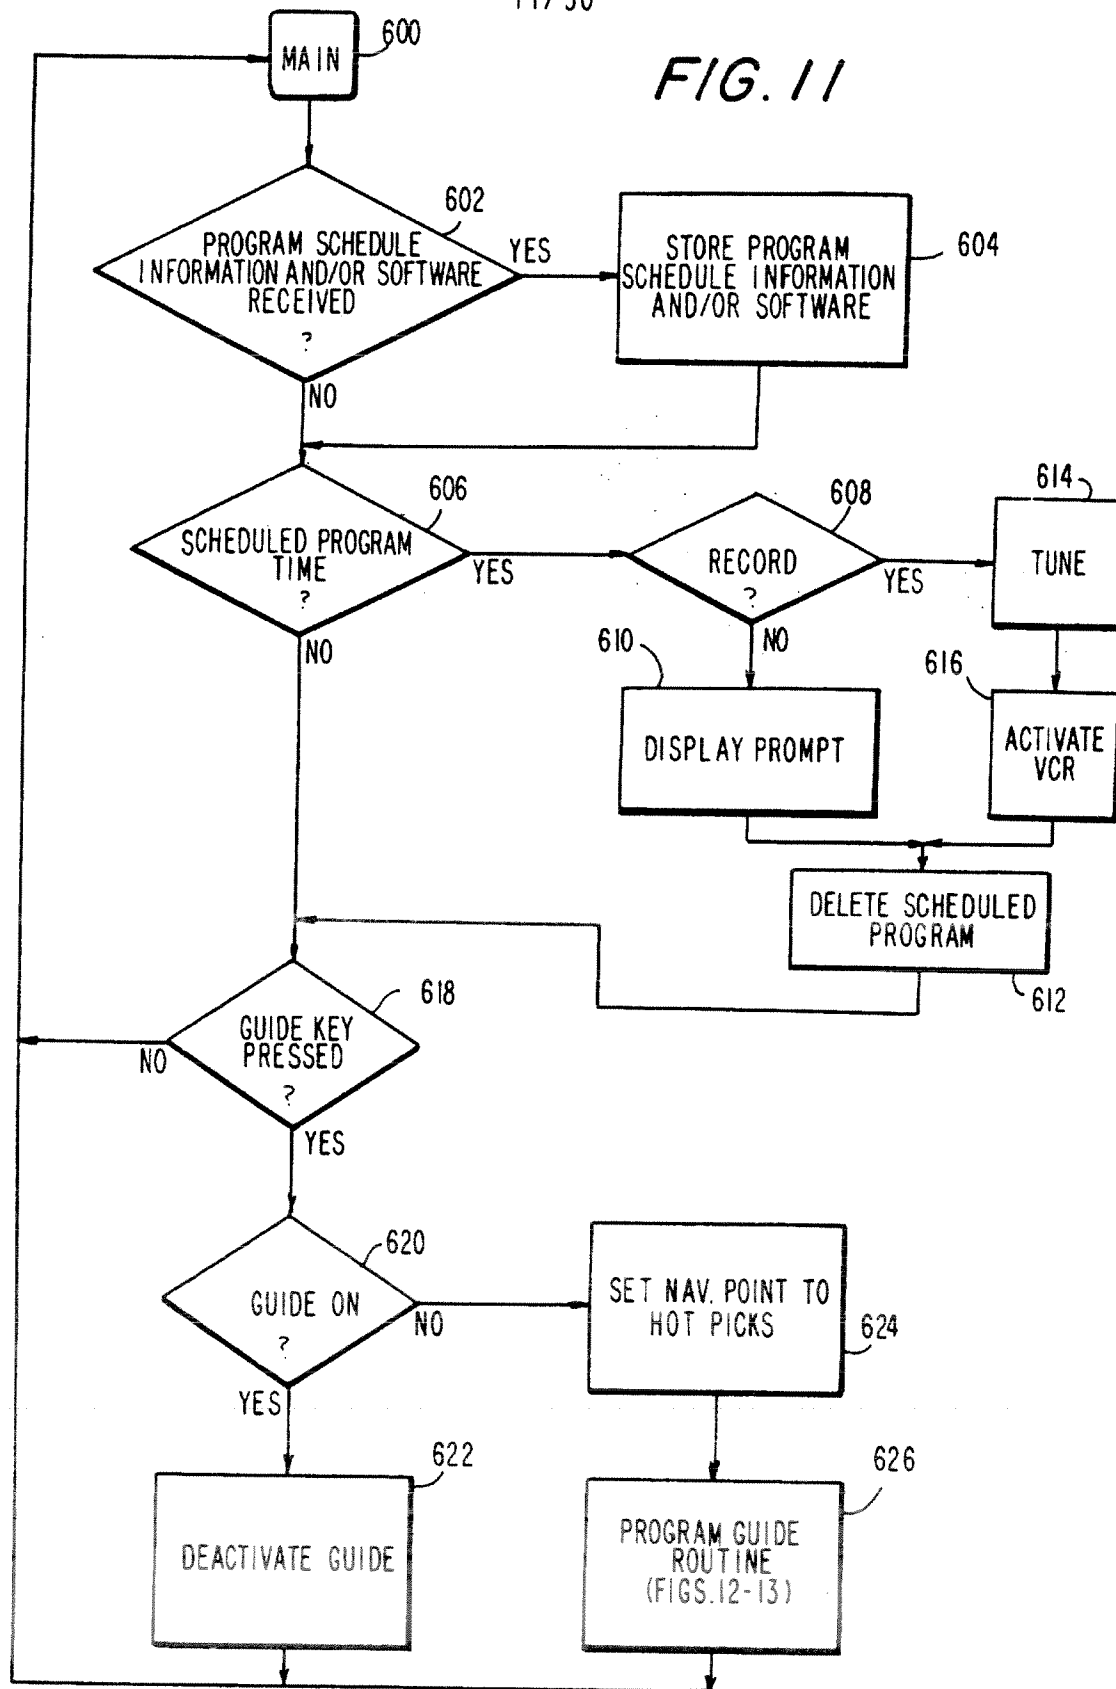 MAIN
600
FIG. 11
602
PROGRAM SCHEDULE
INFORMATION AND/OR SOFTWARE
RECEIVED
?
YES
NO
STORE PROGRAM
SCHEDULE INFORMATION
AND/OR SOFTWARE
604
606
SCHEDULED PROGRAM
TIME
?
YES
NO
608
RECORD
?
YES
NO
614
TUNE
610
DISPLAY PROMPT
616
ACTIVATE
VCR
DELETE SCHEDULED
PROGRAM
612
618
GUIDE KEY
PRESSED
?
NO
YES
620
GUIDE ON
?
NO
YES
SET NAV. POINT TO
HOT PICKS
624
622
DEACTIVATE GUIDE
626
PROGRAM GUIDE
ROUTINE
(FIGS.12-13)